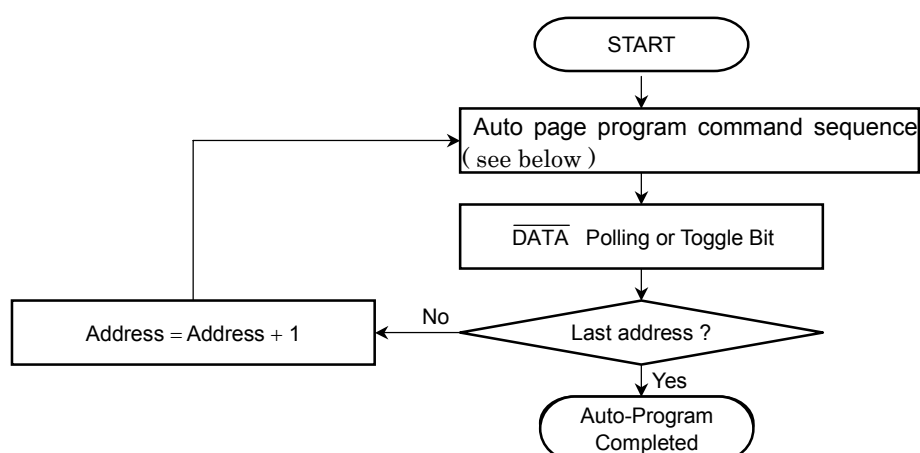 START
Auto page program command sequence
( see below )
D̅A̅T̅A̅ Polling or Toggle Bit
Last address ?
No
Address = Address + 1
Yes
Auto-Program
Completed